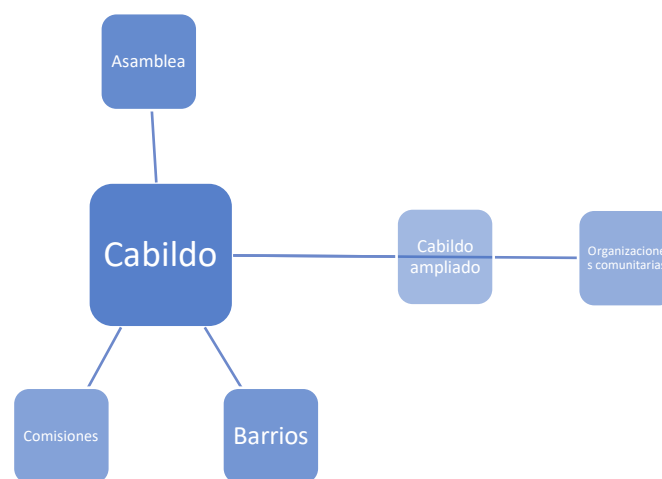 Asamblea
Cabildo
Cabildo
ampliado
Organizacione
s comunitarias
Comisiones
Barrios